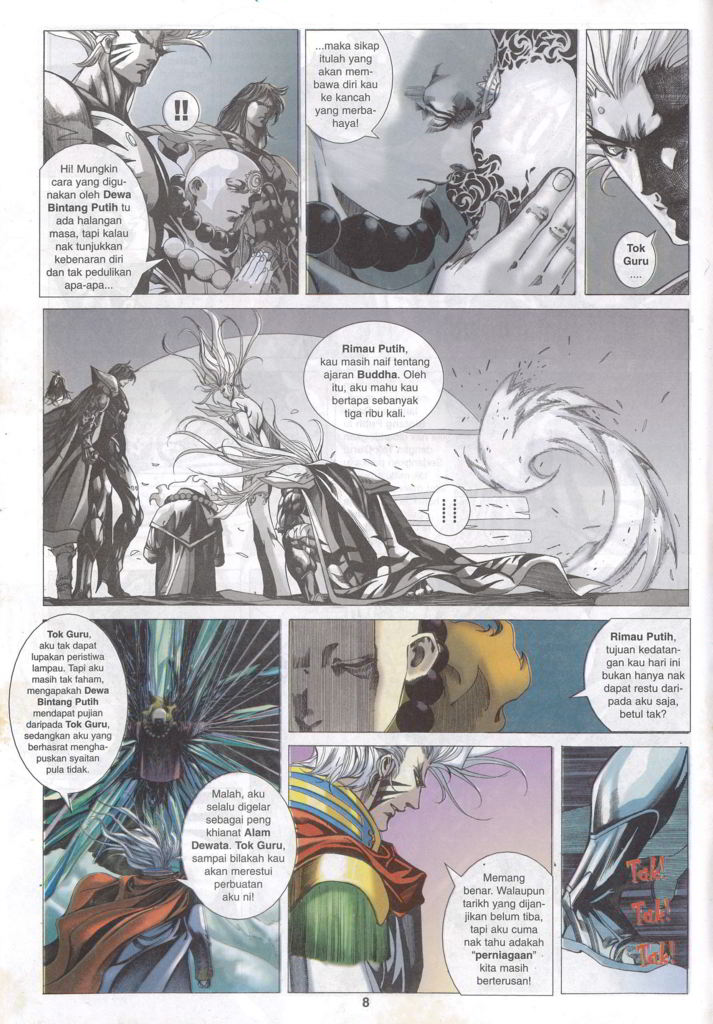 !!
Hi! Mungkin
cara yang digu-
nakan oleh Dewa
Bintang Putih tu
ada halangan
masa, tapi kalau
nak tunjukkan
kebenaran diri
dan tak pedulikan
apa-apa...
...maka sikap
itulah yang
akan mem-
bawa diri kau
ke kancah
yang merba-
haya!
Tok
Guru
....
Rimau Putih,
kau masih naif tentang
ajaran Buddha. Oleh
itu, aku mahu kau
bertapa sebanyak
tiga ribu kali.
Tok Guru,
aku tak dapat
lupakan peristiwa
lampau. Tapi aku
masih tak faham,
mengapakah Dewa
Bintang Putih
mendapat pujian
daripada Tok Guru,
sedangkan aku yang
berhasrat mengha-
puskan syaitan
pula tidak.
Malah, aku
selalu digelar
sebagai peng
khianat Alam
Dewata. Tok Guru,
sampai bilakah kau
akan merestui
perbuatan
aku ni!
Rimau Putih,
tujuan kedatan-
gan kau hari ini
bukan hanya nak
dapat restu dari-
pada aku saja,
betul tak?
Memang
benar. Walaupun
tarikh yang dijan-
jikan belum tiba,
tapi aku cuma
nak tahu adakah
"perniagaan"
kita masih
berterusan!
Tak!
Tak!
Tak!
8